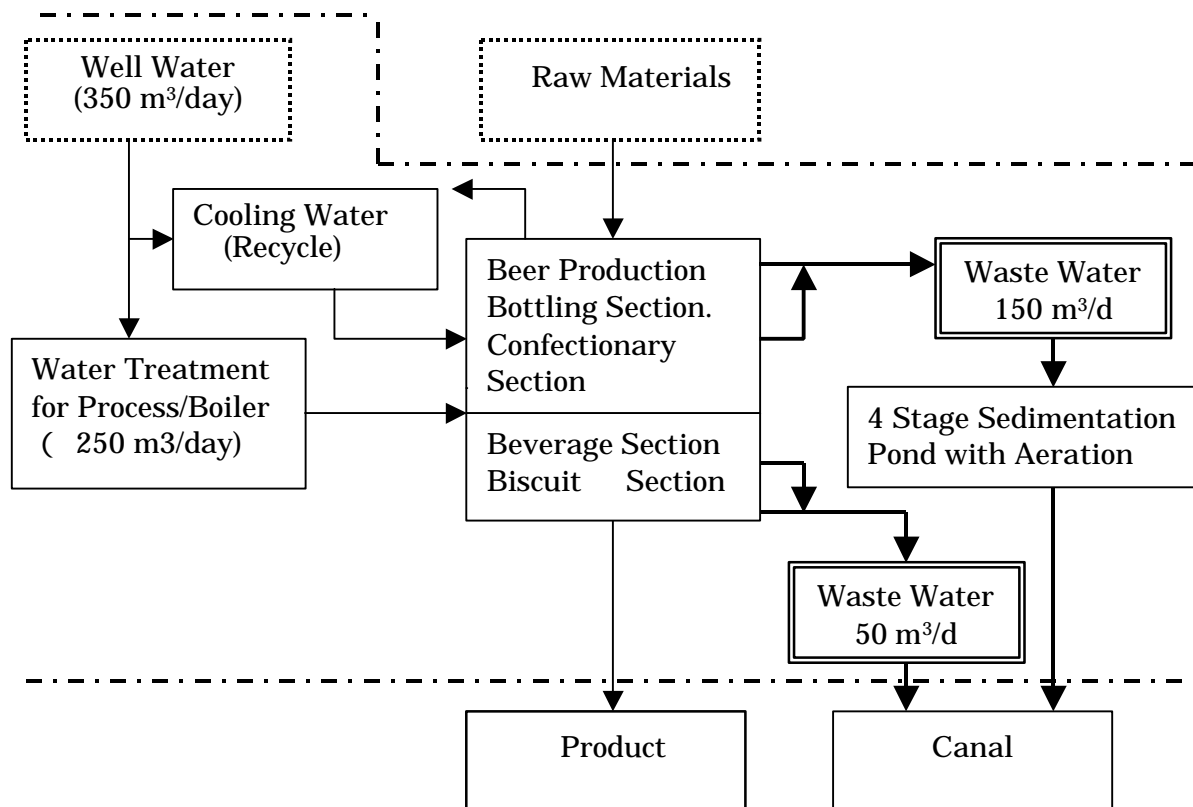 Well Water
(350 m³/day)
Raw Materials
Cooling Water
(Recycle)
Beer Production
Bottling Section.
Confectionary
Section
Waste Water
150 m³/d
Water Treatment
for Process/Boiler
( 250 m3/day)
4 Stage Sedimentation
Pond with Aeration
Beverage Section
Biscuit Section
Waste Water
50 m³/d
Product
Canal